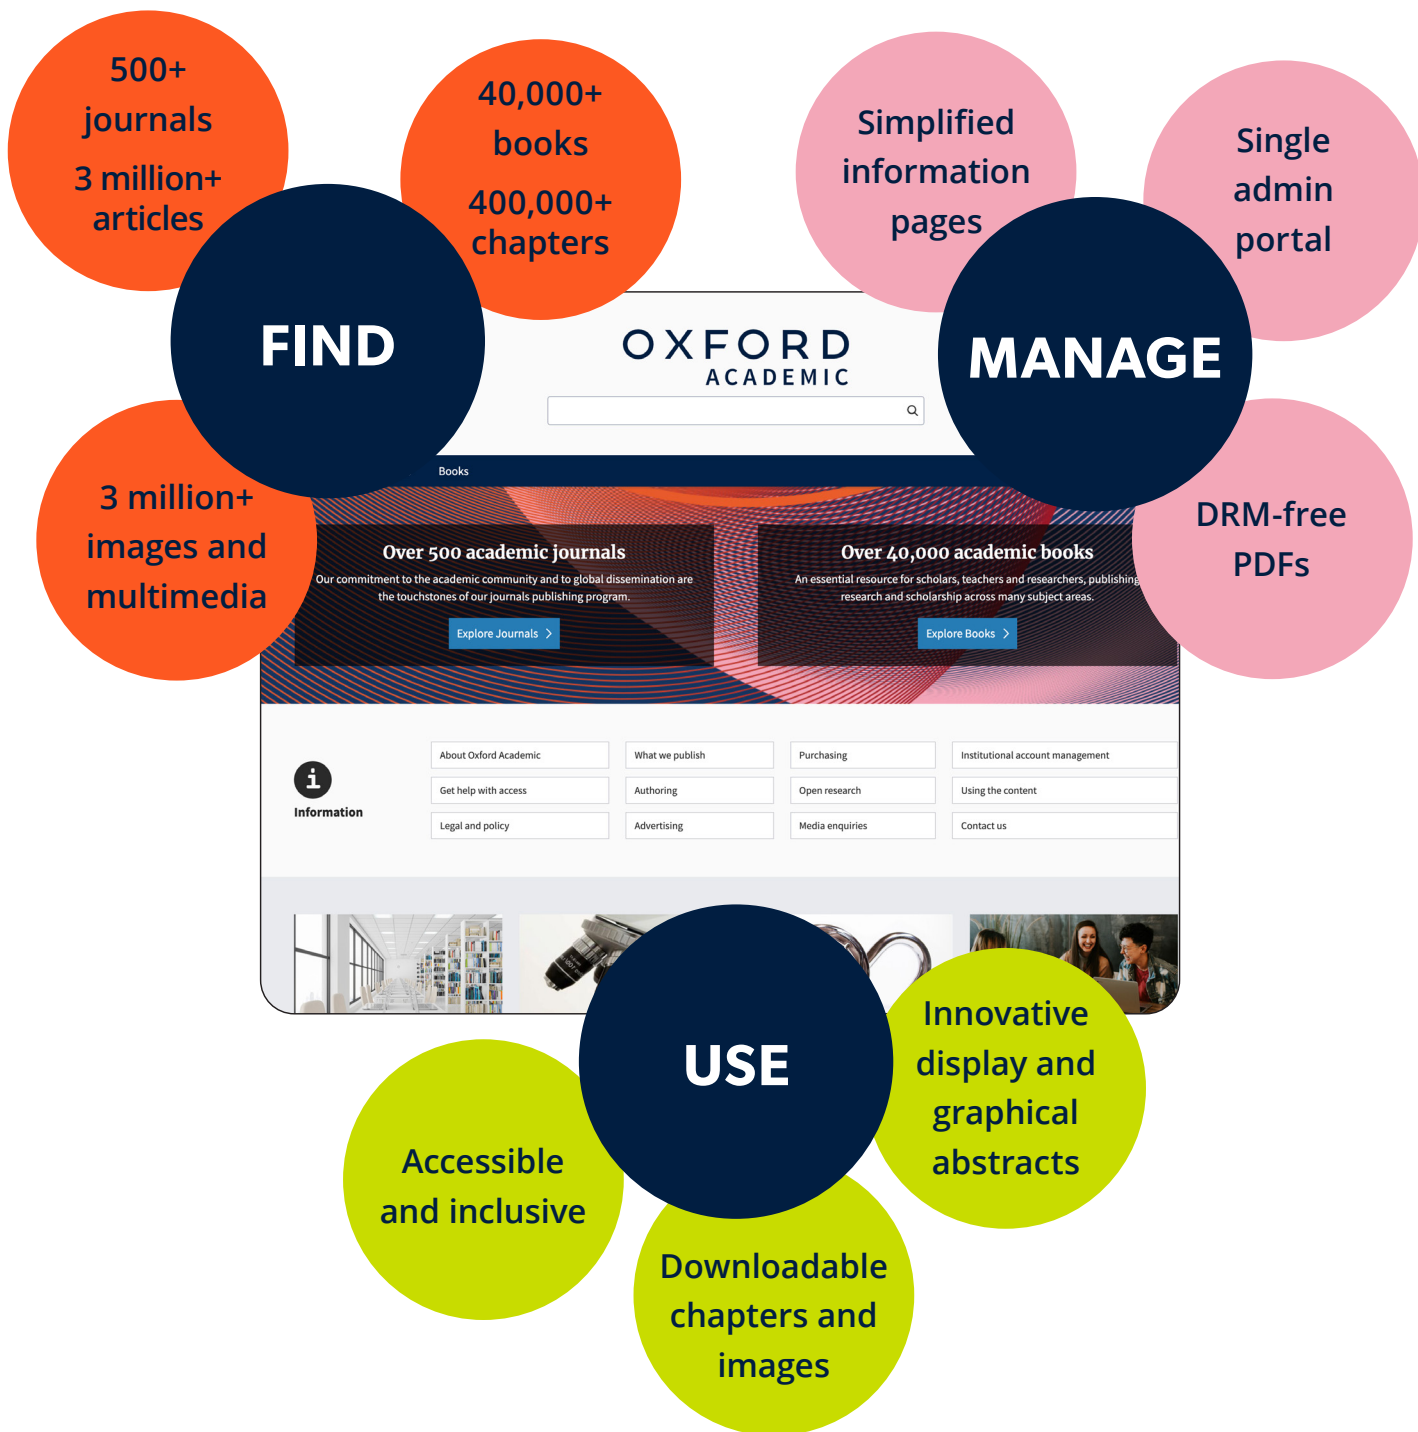 500+
journals
3 million+
articles
40,000+
books
400,000+
chapters
FIND
3 million+
images and
multimedia
Simplified
information
pages
Single
admin
portal
MANAGE
DRM-free
PDFs
OXFORD
ACADEMIC
Books
Over 500 academic journals
Our commitment to the academic community and to global dissemination are
the touchstones of our journals publishing program.
Explore Journals
Over 40,000 academic books
An essential resource for scholars, teachers and researchers, publishing
research and scholarship across many subject areas.
Explore Books
Information
About Oxford Academic
What we publish
Purchasing
Institutional account management
Get help with access
Authoring
Open research
Using the content
Legal and policy
Advertising
Media enquiries
Contact us
USE
Innovative
display and
graphical
abstracts
Accessible
and inclusive
Downloadable
chapters and
images